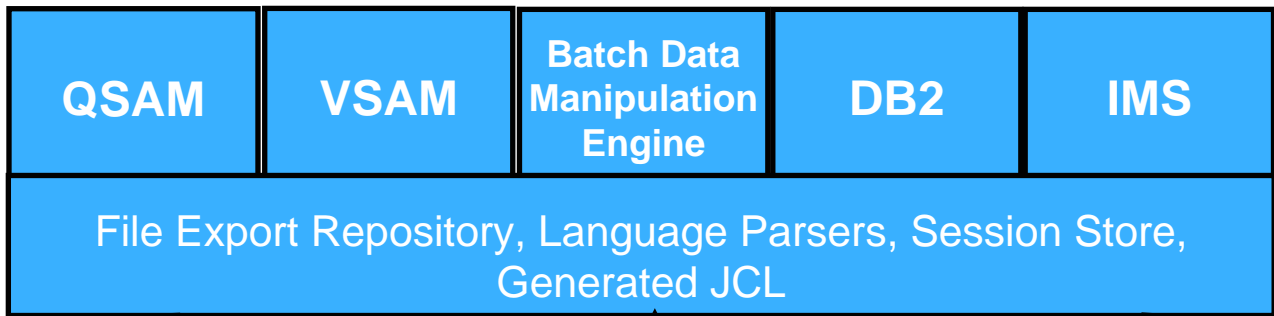 QSAM
VSAM
Batch Data
Manipulation
Engine
DB2
IMS
File Export Repository, Language Parsers, Session Store,
Generated JCL